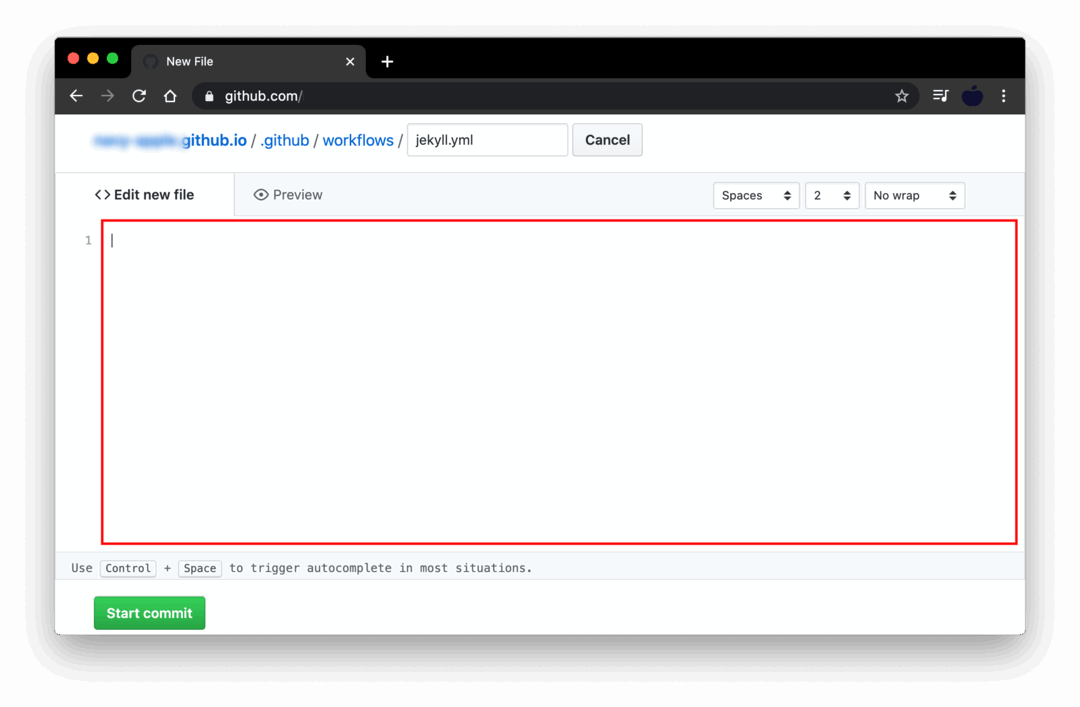 New File
github.com/
github.io / .github / workflows / jekyll.yml Cancel
Edit new file Preview Spaces 2 No wrap
1
Use Control + Space to trigger autocomplete in most situations.
Start commit